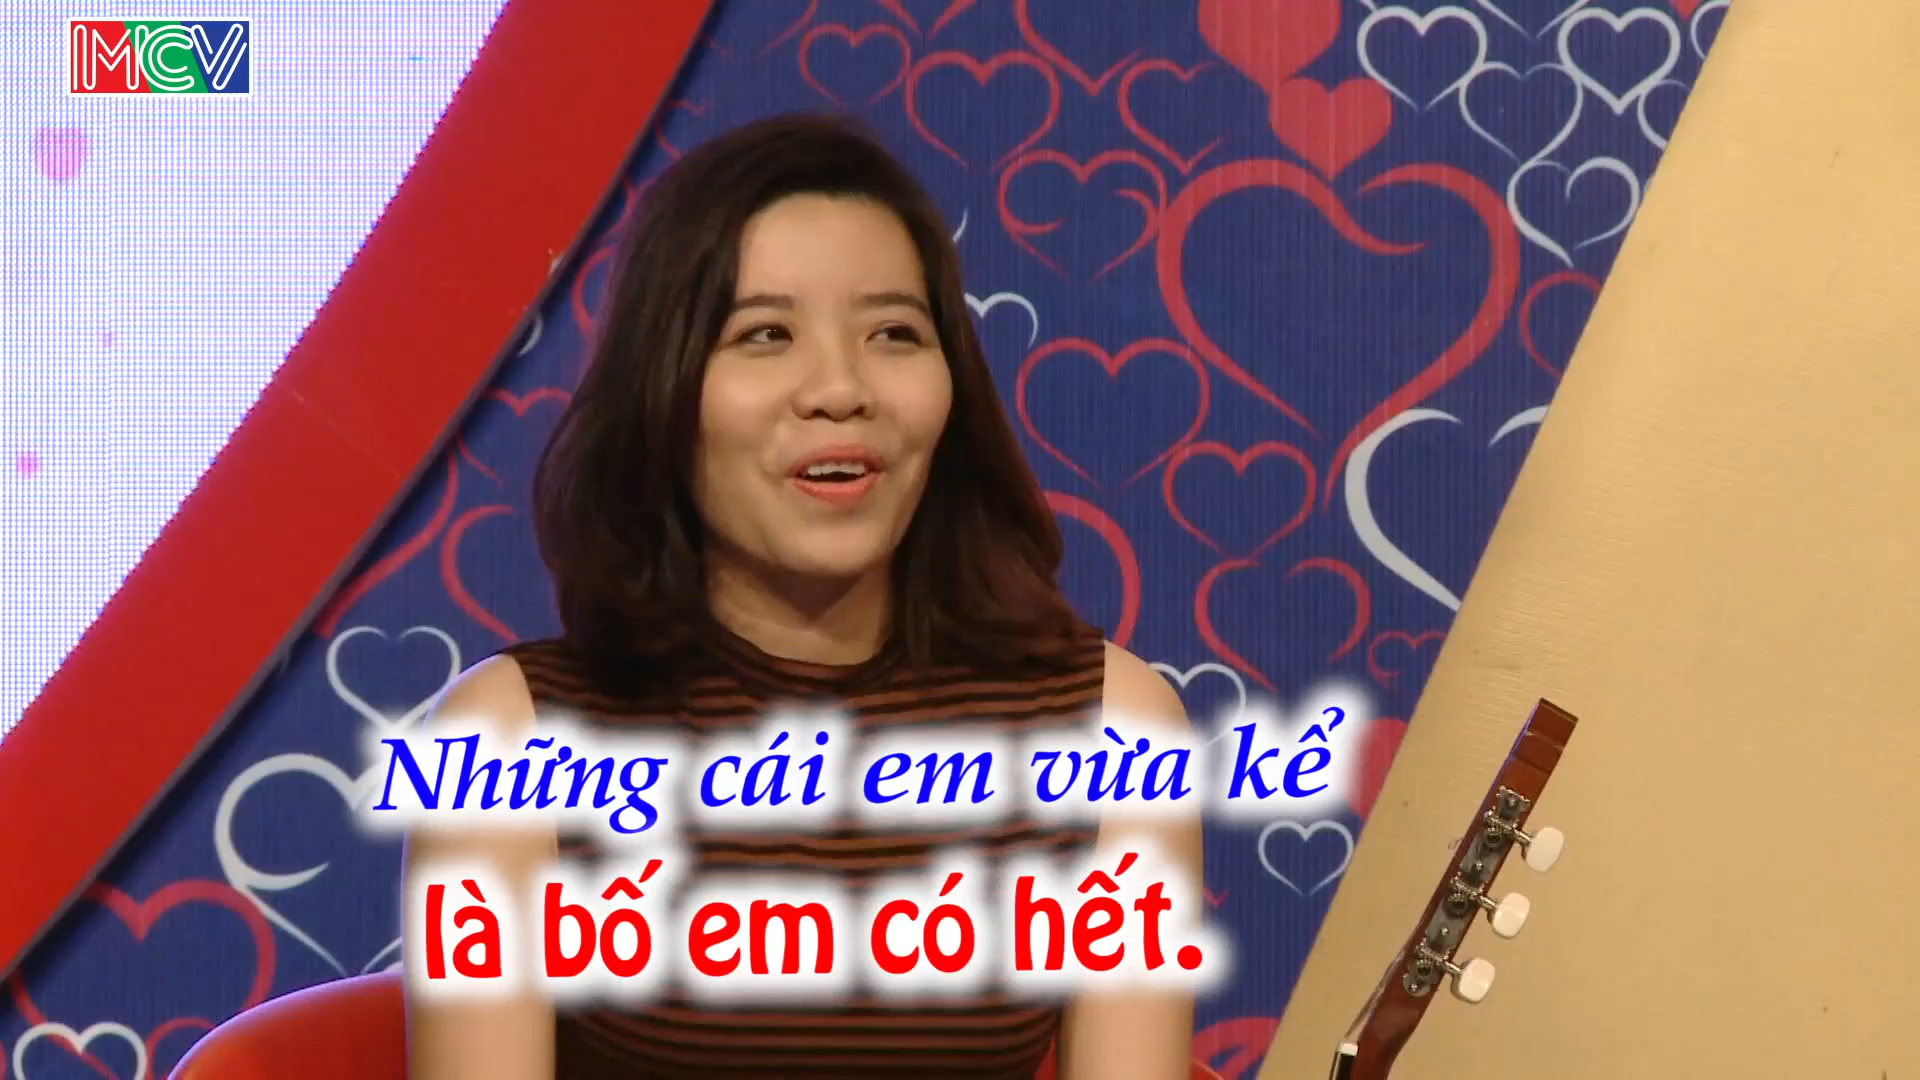 MCV
Những cái em vừa kể
là bố em có hết.